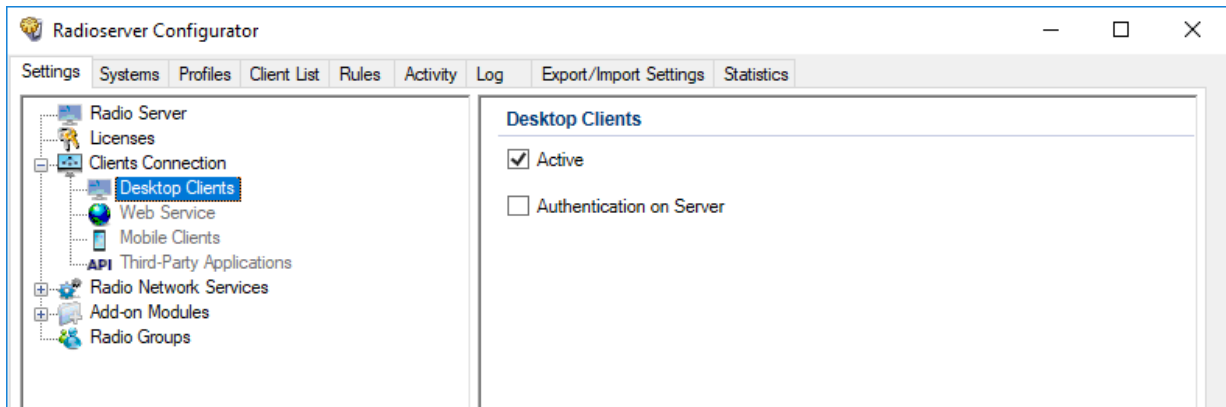 Radioserver Configurator
Settings Systems Profiles Client List Rules Activity Log Export/Import Settings Statistics
Radio Server
Licenses
Clients Connection
Desktop Clients
Web Service
Mobile Clients
API Third-Party Applications
Radio Network Services
Add-on Modules
Radio Groups
Desktop Clients
Active
Authentication on Server